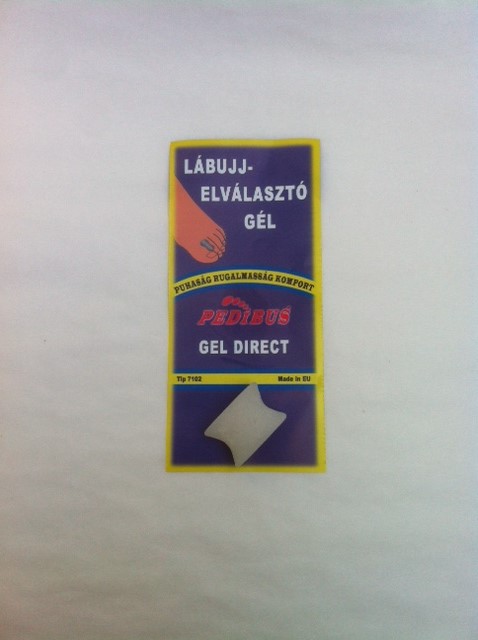 LÁBUJJ-
ELVÁLASZTÓ
GÉL
PUHASÁG RUGALMASSÁG KOMFORT
PEDIBUS
GEL DIRECT
Tip 7102 Made in EU